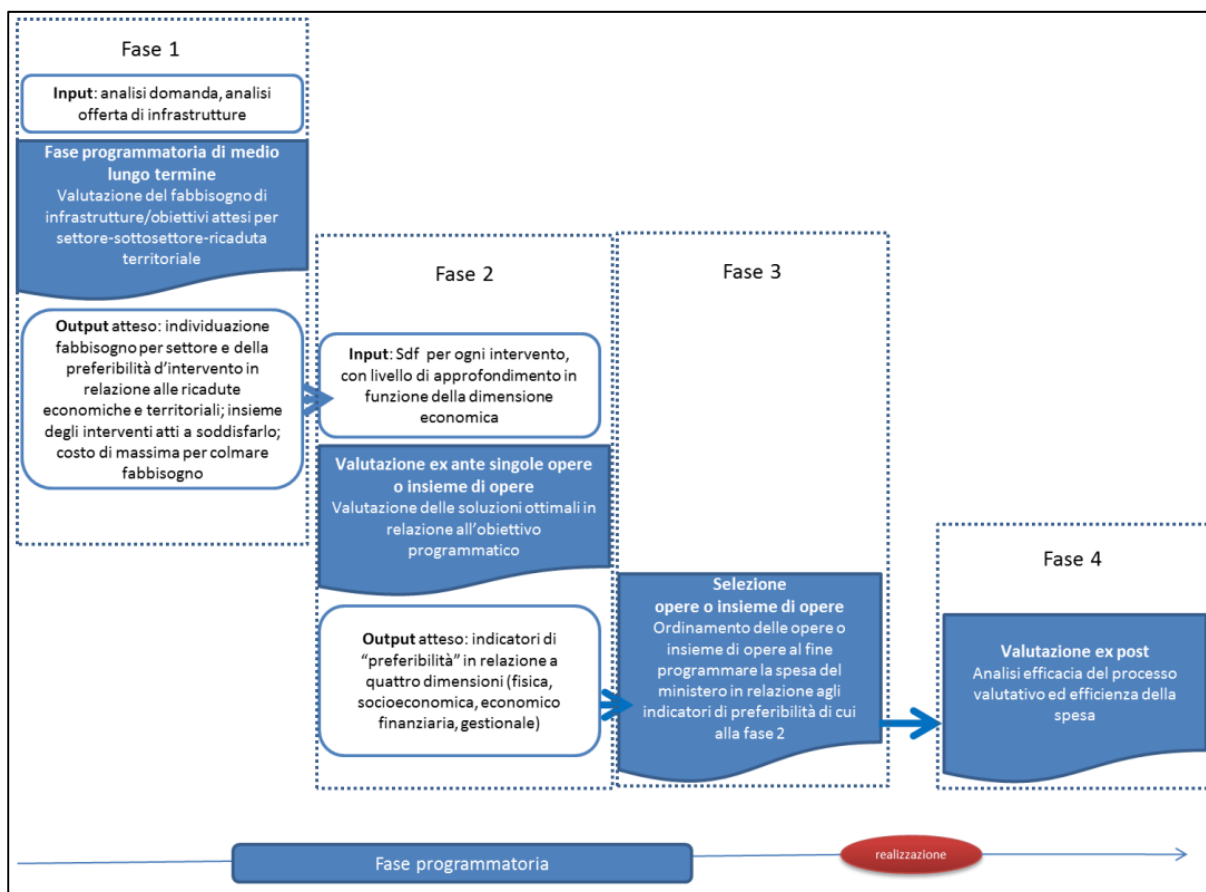 Fase 1
Input: analisi domanda, analisi
offerta di infrastrutture
Fase programmatoria di medio
lungo termine
Valutazione del fabbisogno di
infrastrutture/obiettivi attesi per
settore-sottosettore-ricaduta
territoriale
Output atteso: individuazione
fabbisogno per settore e della
preferibilità d'intervento in
relazione alle ricadute
economiche e territoriali; insieme
degli interventi atti a soddisfarlo;
costo di massima per colmare
fabbisogno
Fase 2
Input: Sdf per ogni intervento,
con livello di approfondimento in
funzione della dimensione
economica
Valutazione ex ante singole opere
o insieme di opere
Valutazione delle soluzioni ottimali in
relazione all'obiettivo
programmatico
Output atteso: indicatori di
"preferibilità" in relazione a
quattro dimensioni (fisica,
socioeconomica, economico
finanziaria, gestionale)
Fase 3
Selezione
opere o insieme di opere
Ordinamento delle opere o
insieme di opere al fine
programmare la spesa del
ministero in relazione agli
indicatori di preferibilità di cui
alla fase 2
Fase 4
Valutazione ex post
Analisi efficacia del processo
valutativo ed efficienza della
spesa
Fase programmatoria
realizzazione